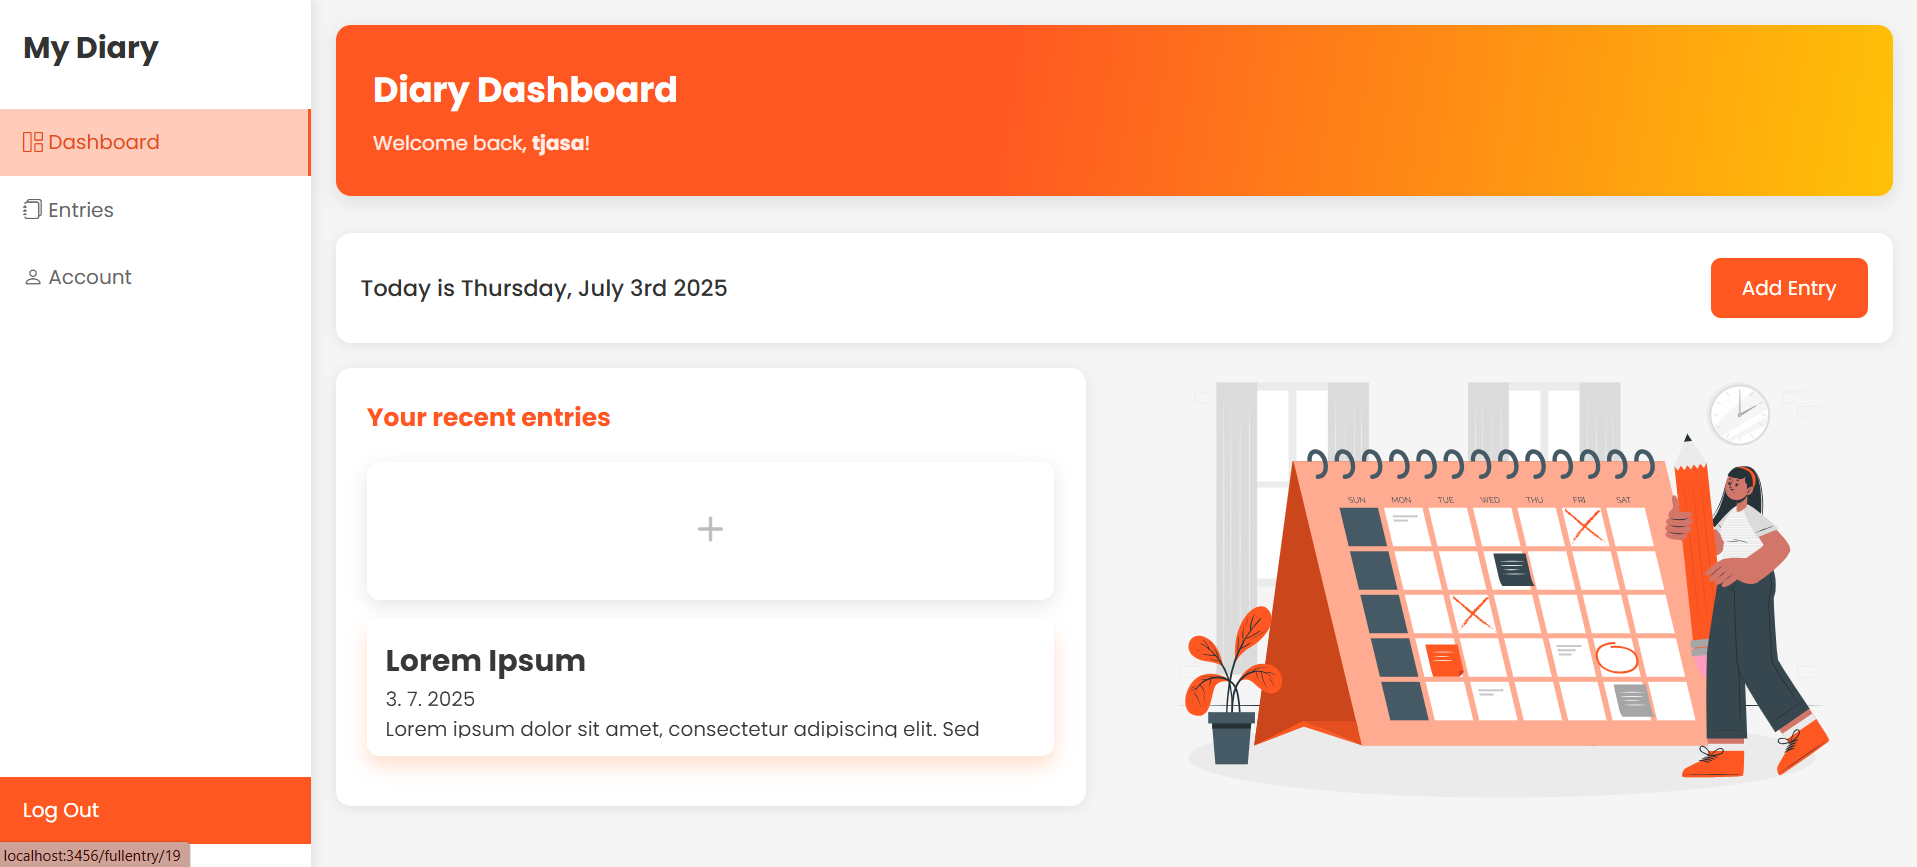 My Diary
Dashboard
Entries
Account
Log Out
Diary Dashboard
Welcome back, tjasa!
Today is Thursday, July 3rd 2025
Add Entry
Your recent entries
Lorem Ipsum
3. 7. 2025
Lorem ipsum dolor sit amet, consectetur adipiscing elit. Sed
SUN MON TUE WED THU FRI SAT
localhost:3456/fullentry/19